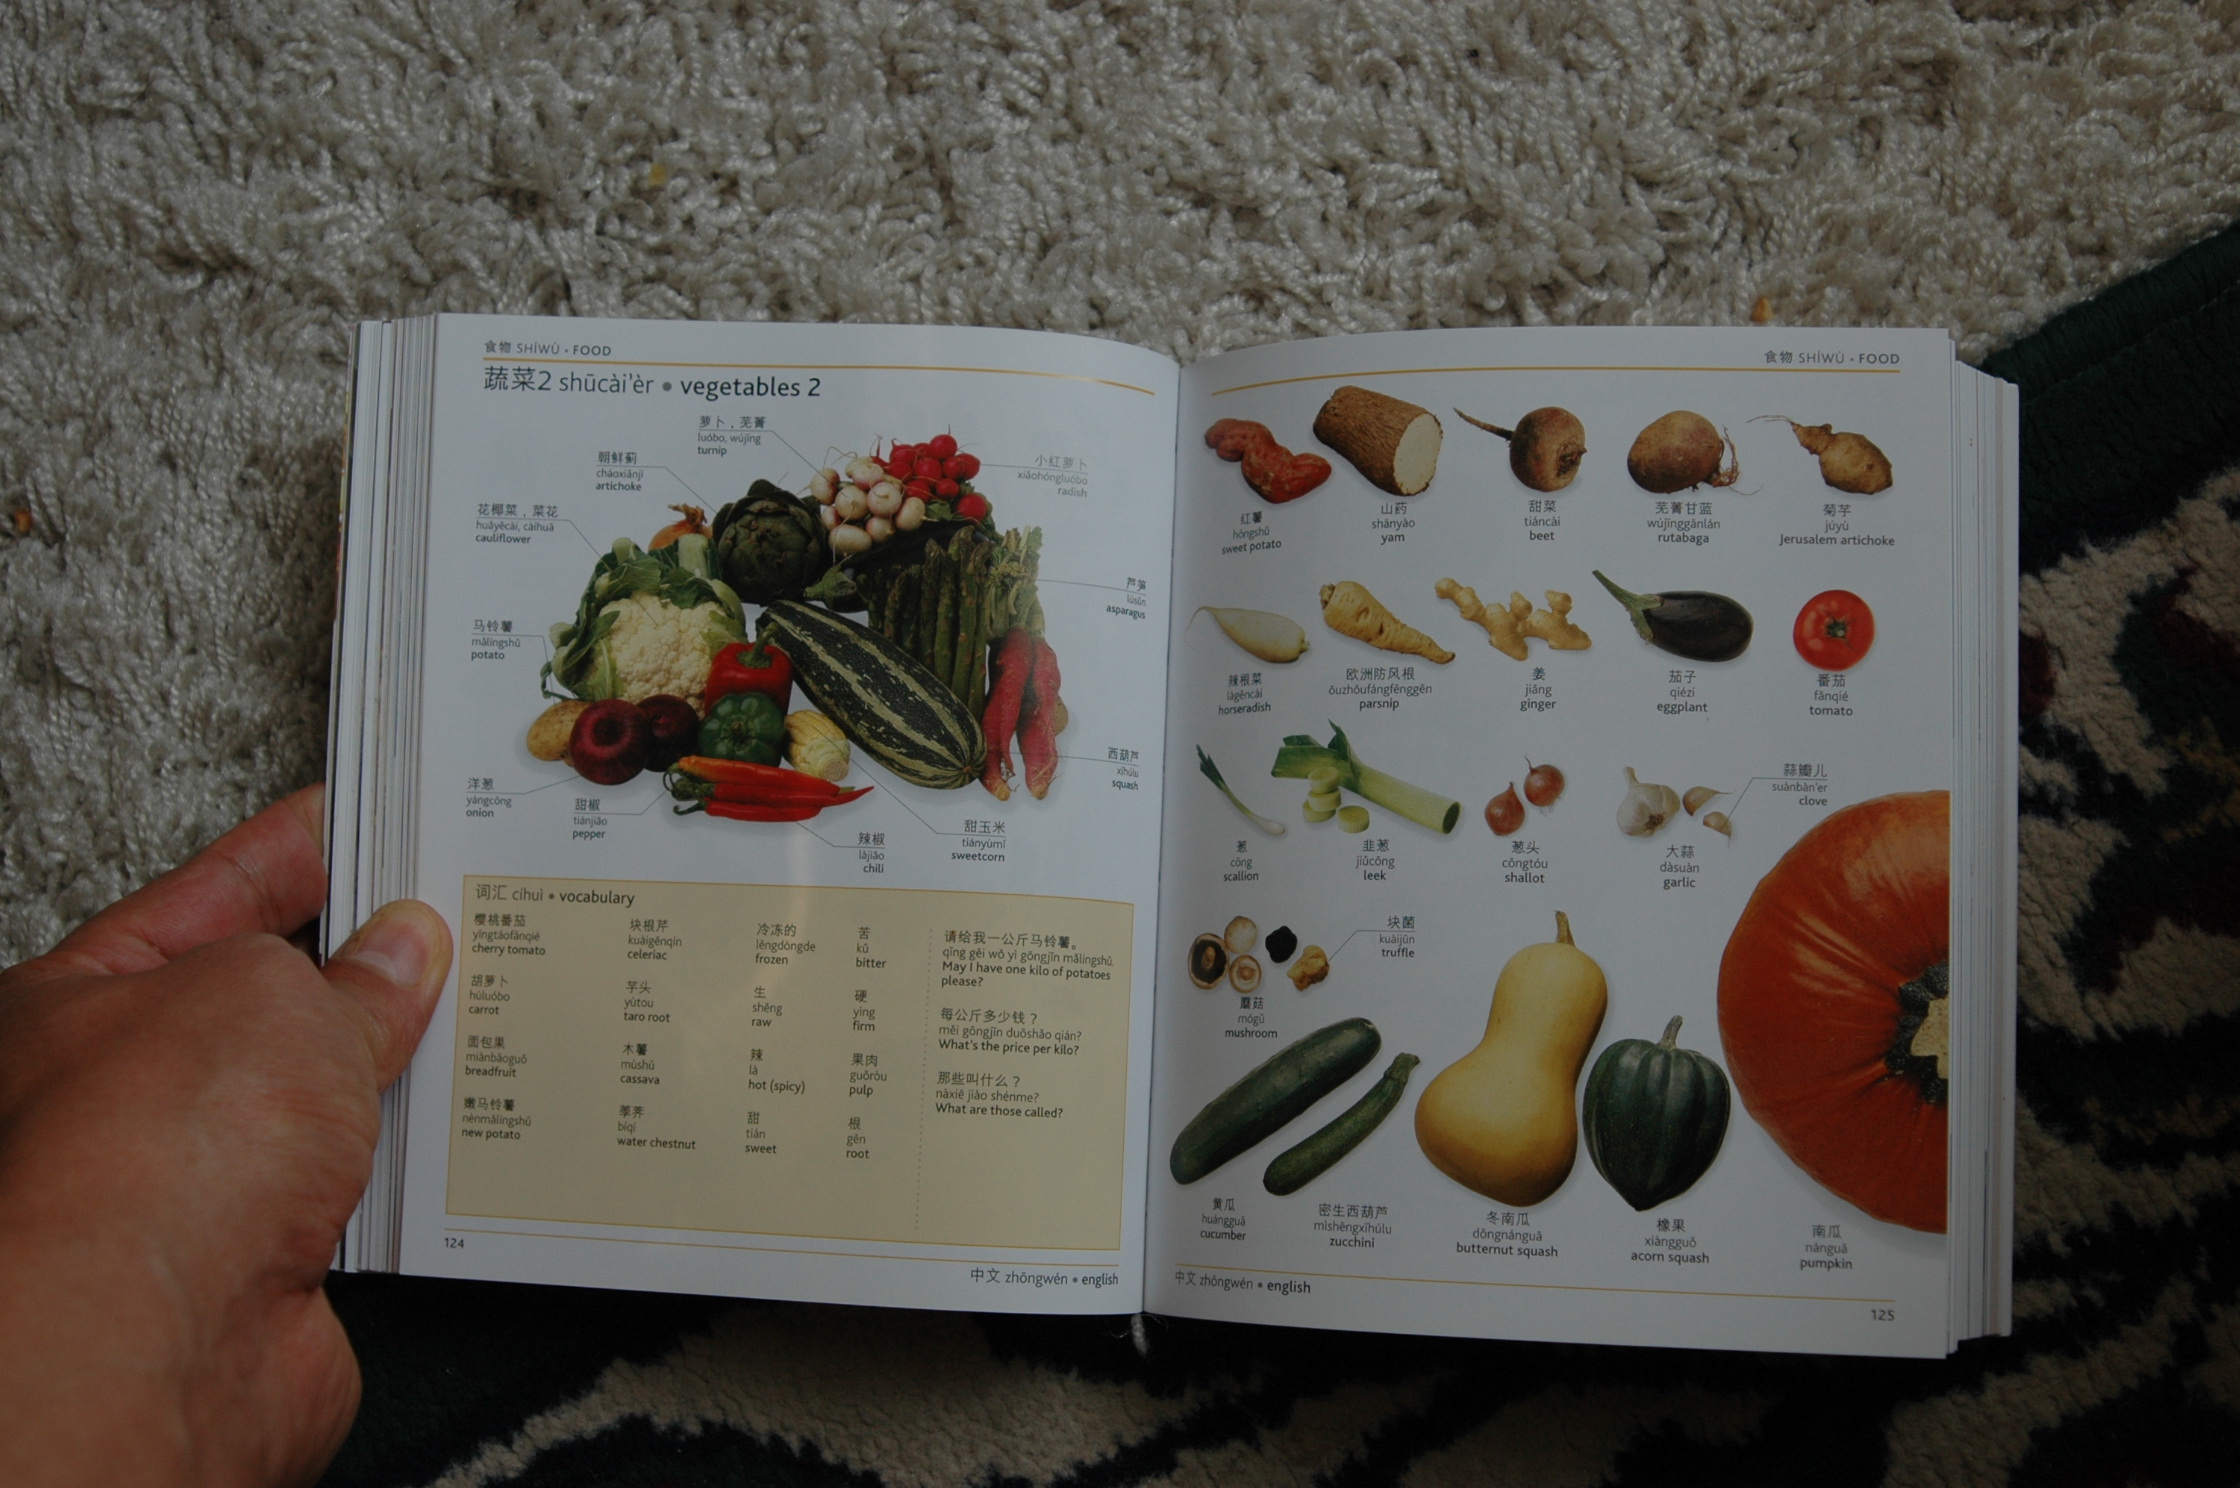 食物 SHÍWÙ • FOOD
蔬菜2 shūcài'èr • vegetables 2
萝卜，芜菁
luóbo, wújīng
turnip
朝鲜蓟
cháoxiǎnjì
artichoke
小红萝卜
xiǎohóngluóbo
radish
花椰菜，菜花
huāyēcài, càihuā
cauliflower
芦笋
lúsǔn
asparagus
马铃薯
mǎlíngshǔ
potato
西葫芦
xīhúlu
squash
洋葱
yángcōng
onion
甜椒
tiánjiāo
pepper
辣椒
làjiāo
chili
甜玉米
tiányùmǐ
sweetcorn
词汇 cíhuì • vocabulary
樱桃番茄
yīngtáofānqié
cherry tomato
胡萝卜
húluóbo
carrot
面包果
miànbāoguǒ
breadfruit
嫩马铃薯
nènmǎlíngshǔ
new potato
块根芹
kuàigēnqín
celeriac
芋头
yùtou
taro root
木薯
mùshǔ
cassava
荸荠
bíqí
water chestnut
冷冻的
lěngdòngde
frozen
生
shēng
raw
辣
là
hot (spicy)
甜
tián
sweet
苦
kǔ
bitter
硬
yìng
firm
果肉
guǒròu
pulp
根
gēn
root
请给我一公斤马铃薯。
qǐng gěi wǒ yì gōngjīn mǎlíngshǔ.
May I have one kilo of potatoes
please?
每公斤多少钱？
měi gōngjīn duōshǎo qián?
What's the price per kilo?
那些叫什么？
nàxiē jiào shénme?
What are those called?
124
中文 zhōngwén • english
食物 SHÍWÙ • FOOD
红薯
hóngshǔ
sweet potato
山药
shānyào
yam
甜菜
tiáncài
beet
芜菁甘蓝
wújīnggānlán
rutabaga
菊芋
júyù
Jerusalem artichoke
辣根菜
làgēncài
horseradish
欧洲防风根
ōuzhōufángfēnggēn
parsnip
姜
jiāng
ginger
茄子
qiézi
eggplant
番茄
fānqié
tomato
葱
cōng
scallion
韭葱
jiǔcōng
leek
葱头
cōngtóu
shallot
大蒜
dàsuàn
garlic
蒜瓣儿
suànbàn'er
clove
块菌
kuàijūn
truffle
蘑菇
mógū
mushroom
黄瓜
huángguā
cucumber
密生西葫芦
mìshēngxīhúlu
zucchini
冬南瓜
dōngnánguā
butternut squash
橡果
xiàngguǒ
acorn squash
南瓜
nánguā
pumpkin
中文 zhōngwén • english
125